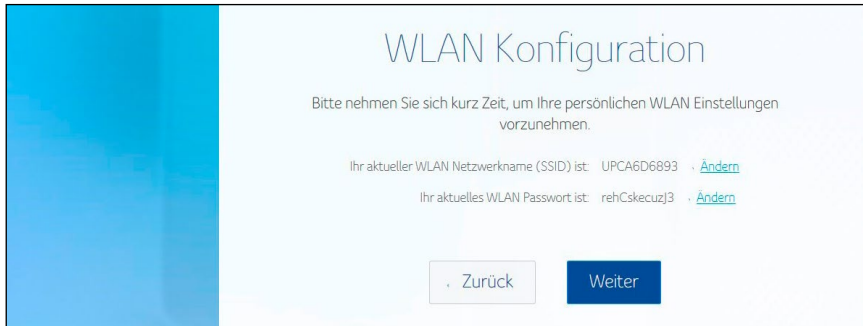 WLAN Konfiguration
Bitte nehmen Sie sich kurz Zeit, um Ihre persönlichen WLAN Einstellungen
vorzunehmen.
Ihr aktueller WLAN Netzwerkname (SSID) ist: UPCA6D6893 Ändern
Ihr aktuelles WLAN Passwort ist: rehCskecuzJ3 Ändern
Zurück Weiter